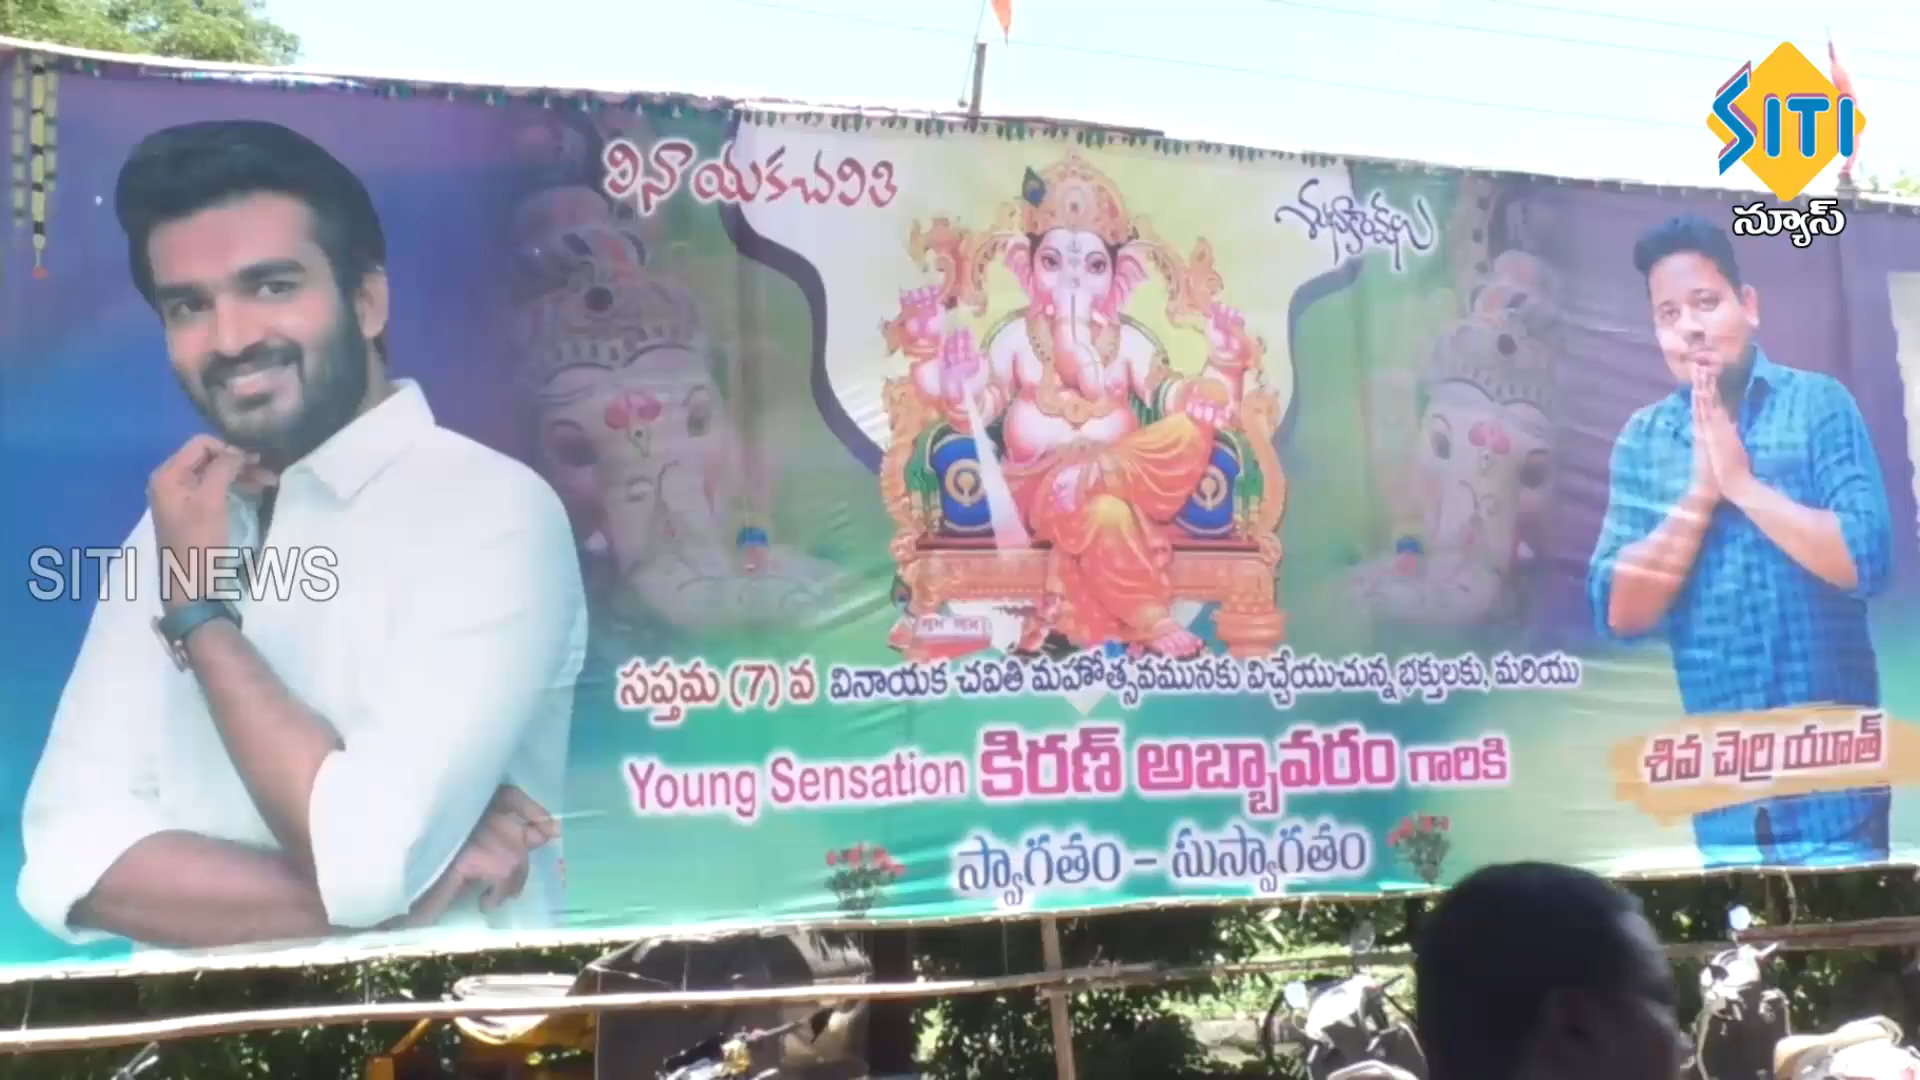 వినాయకచవితి
శుభాకాంక్షలు
SITI
న్యూస్
SITI NEWS
సప్తమ (7) వ వినాయక చవితి మహోత్సవమునకు విచ్చేయుచున్న భక్తులకు, మరియు
Young Sensation కిరణ్ అబ్బావరం గారికి
స్వాగతం - సుస్వాగతం
శివ చెర్రి యూత్